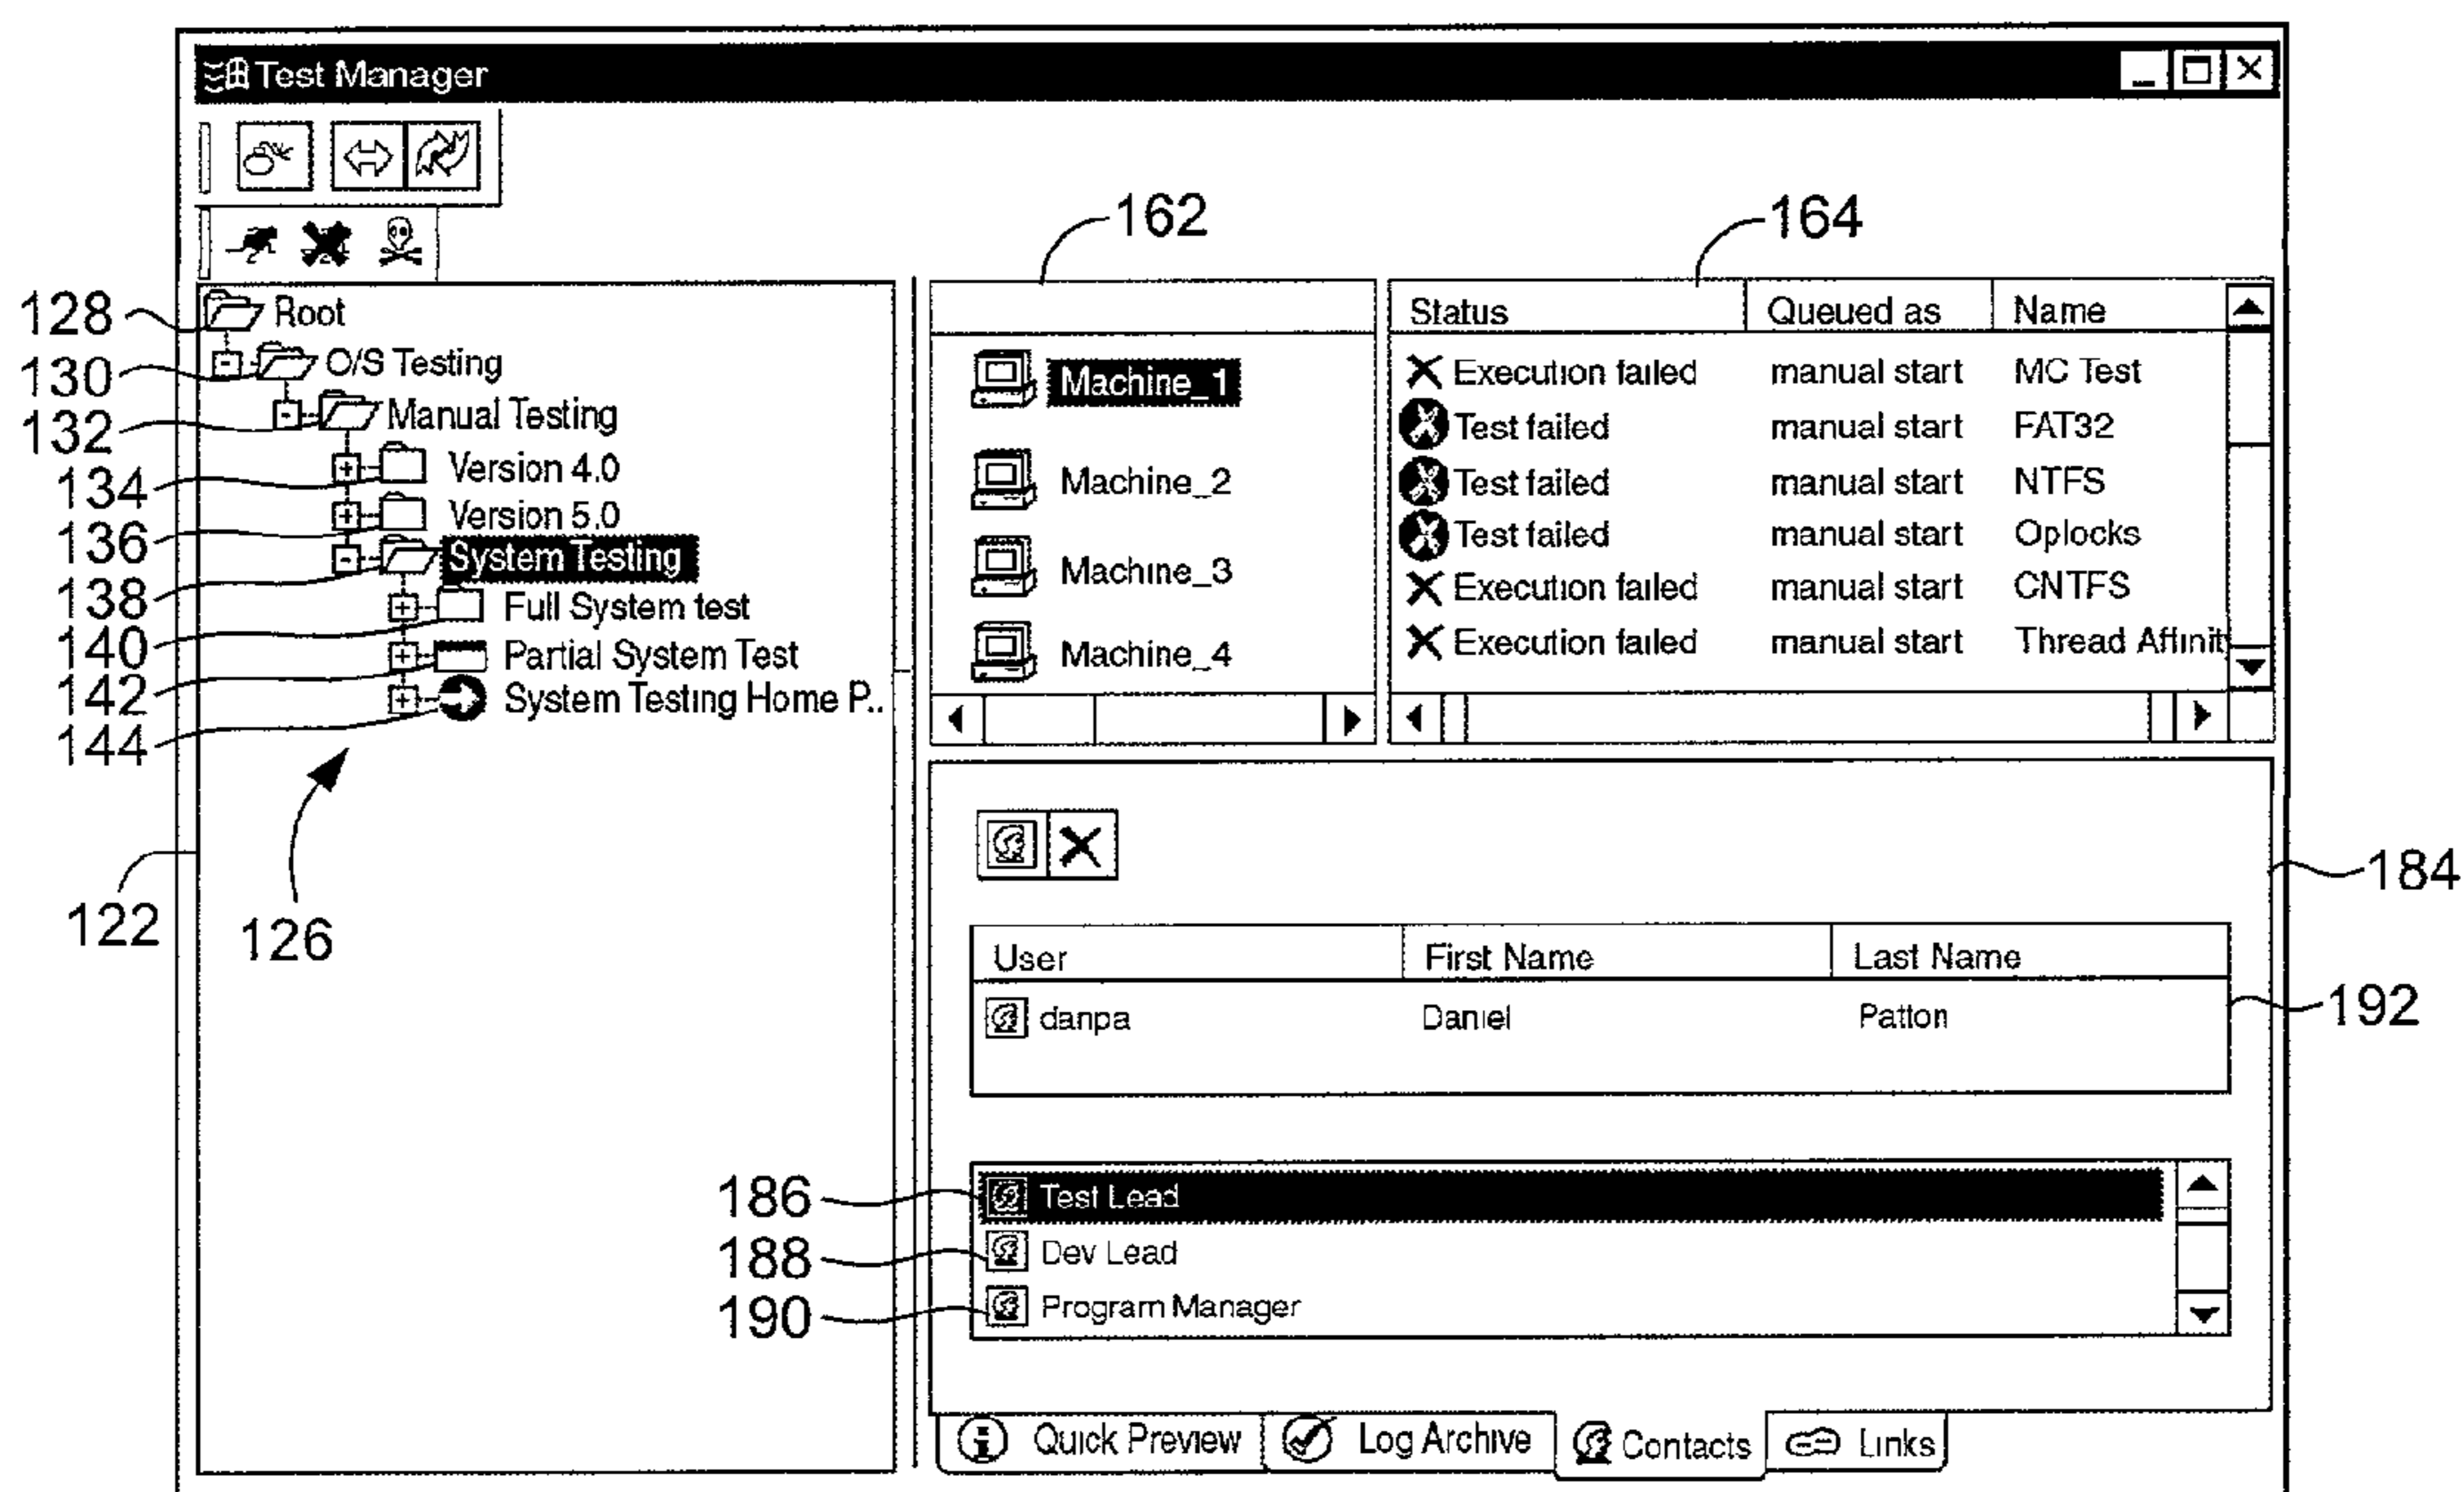 Test Manager
162
164
128
Root
130
O/S Testing
132
Manual Testing
134
Version 4.0
136
Version 5.0
138
System Testing
140
Full System test
142
Partial System Test
144
System Testing Home P..
126
122
Machine_1
Machine_2
Machine_3
Machine_4
Status Queued as Name
Execution failed manual start MC Test
Test failed manual start FAT32
Test failed manual start NTFS
Test failed manual start Oplocks
Execution failed manual start CNTFS
Execution failed manual start Thread Affinit
184
User First Name Last Name
danpa Daniel Patton
192
186
Test Lead
188
Dev Lead
190
Program Manager
Quick Preview Log Archive Contacts Links